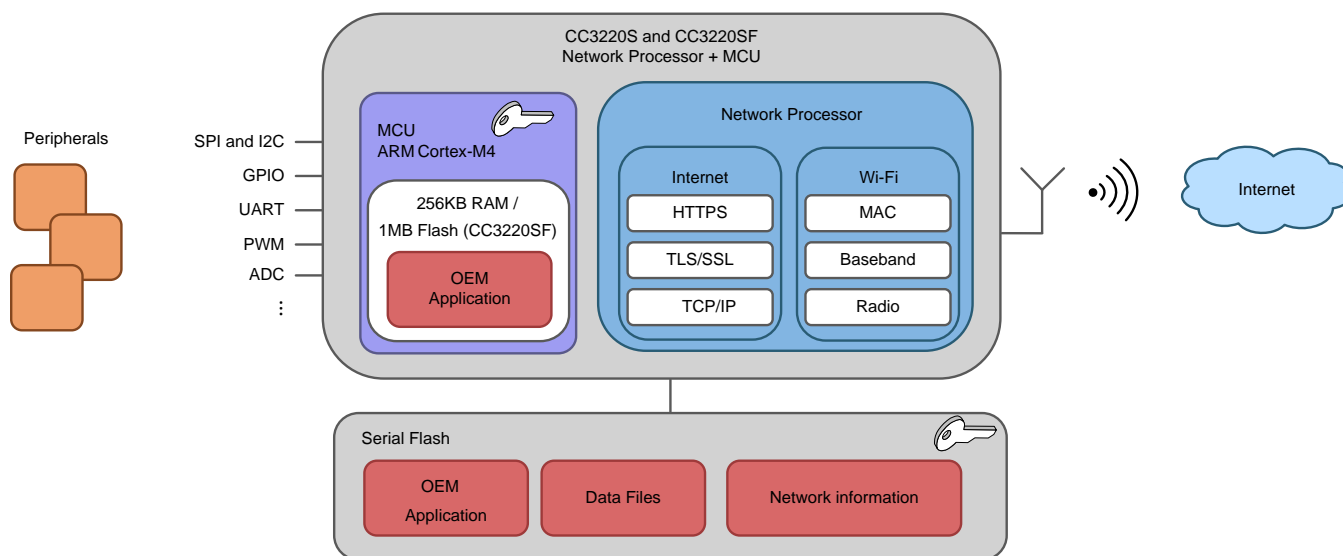 CC3220S and CC3220SF
Network Processor + MCU
Peripherals
SPI and I2C
GPIO
UART
PWM
ADC
⋮
MCU
ARM Cortex-M4
256KB RAM /
1MB Flash (CC3220SF)
OEM
Application
Network Processor
Internet
HTTPS
TLS/SSL
TCP/IP
Wi-Fi
MAC
Baseband
Radio
Internet
Serial Flash
OEM
Application
Data Files
Network information